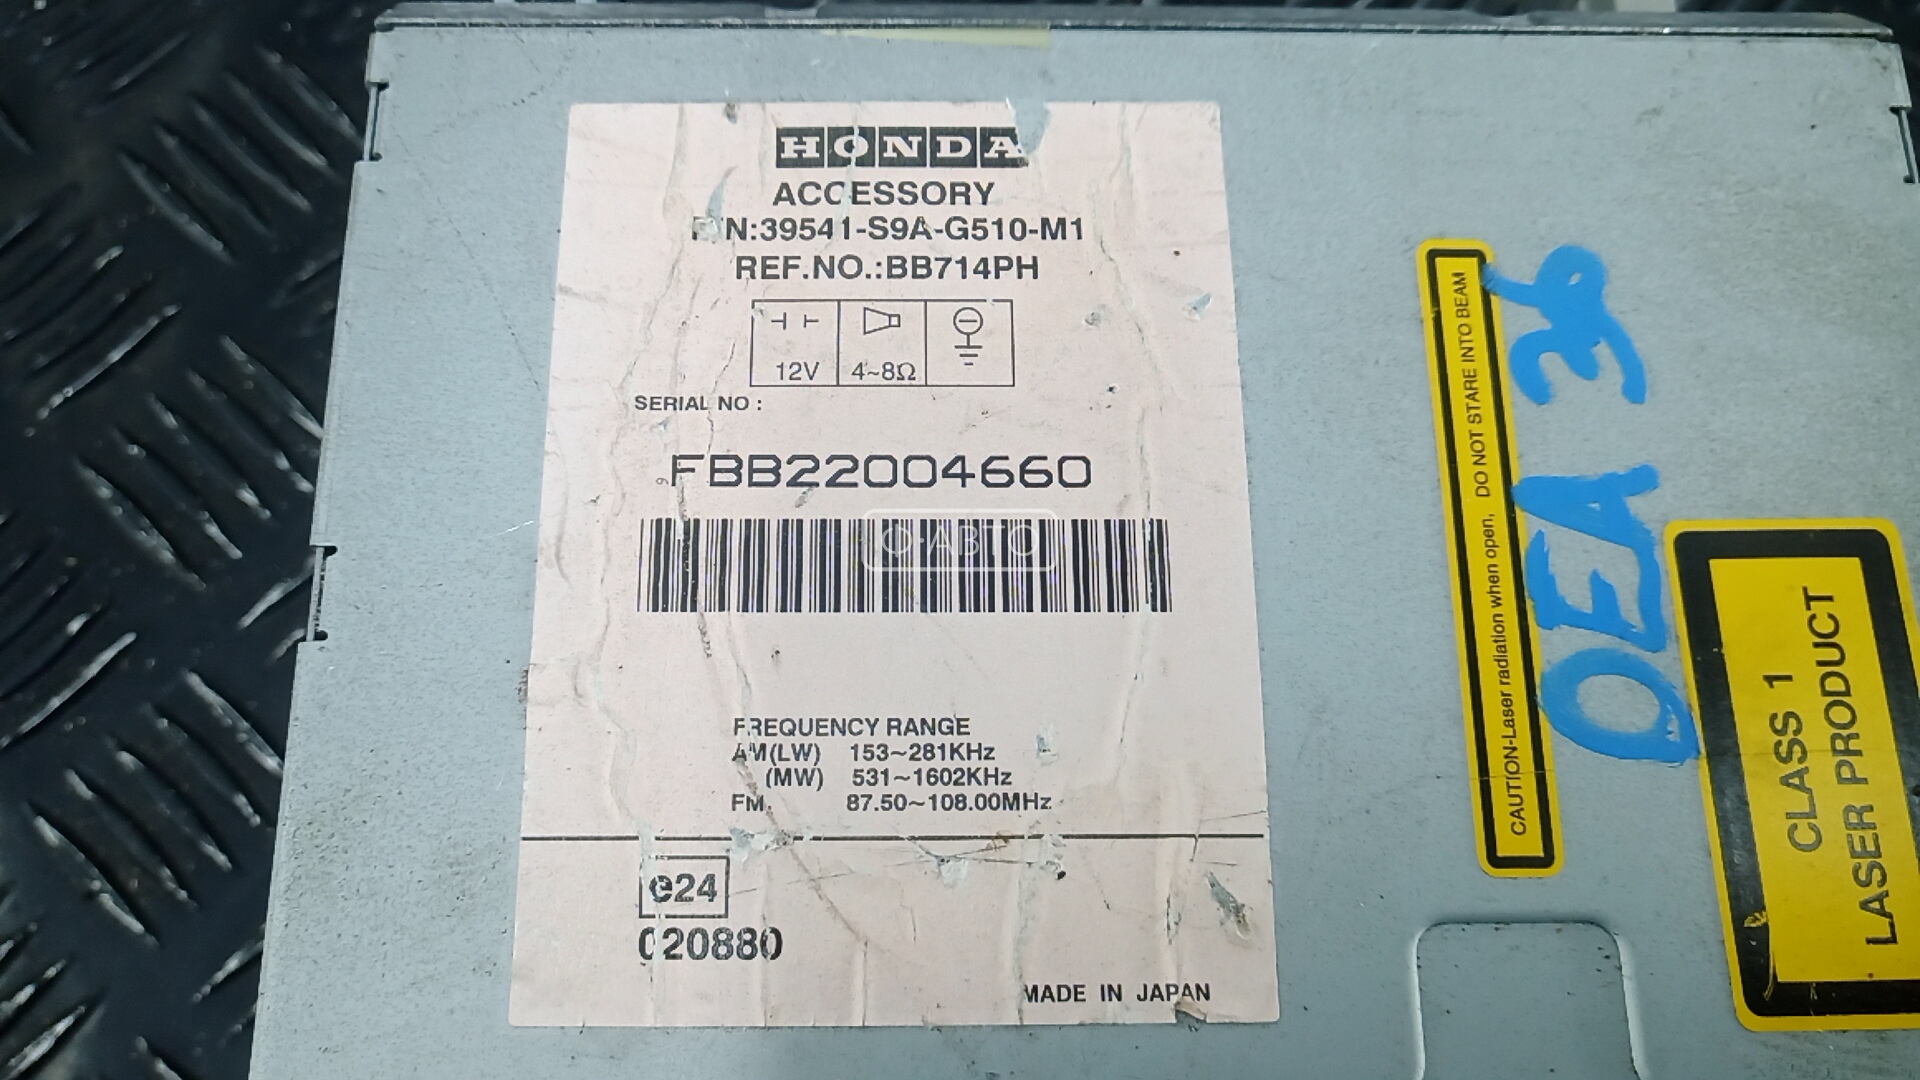 HONDA
ACCESSORY
P/N:39541-S9A-G510-M1
REF.NO.:BB714PH
12V 4~8Ω
SERIAL NO :
FBB22004660
О·АВТО
FREQUENCY RANGE
AM(LW) 153~281KHz
(MW) 531~1602KHz
FM 87.50~108.00MHz
e24
020880
MADE IN JAPAN
CAUTION-Laser radiation when open, DO NOT STARE INTO BEAM
OEA 36
CLASS 1
LASER PRODUCT